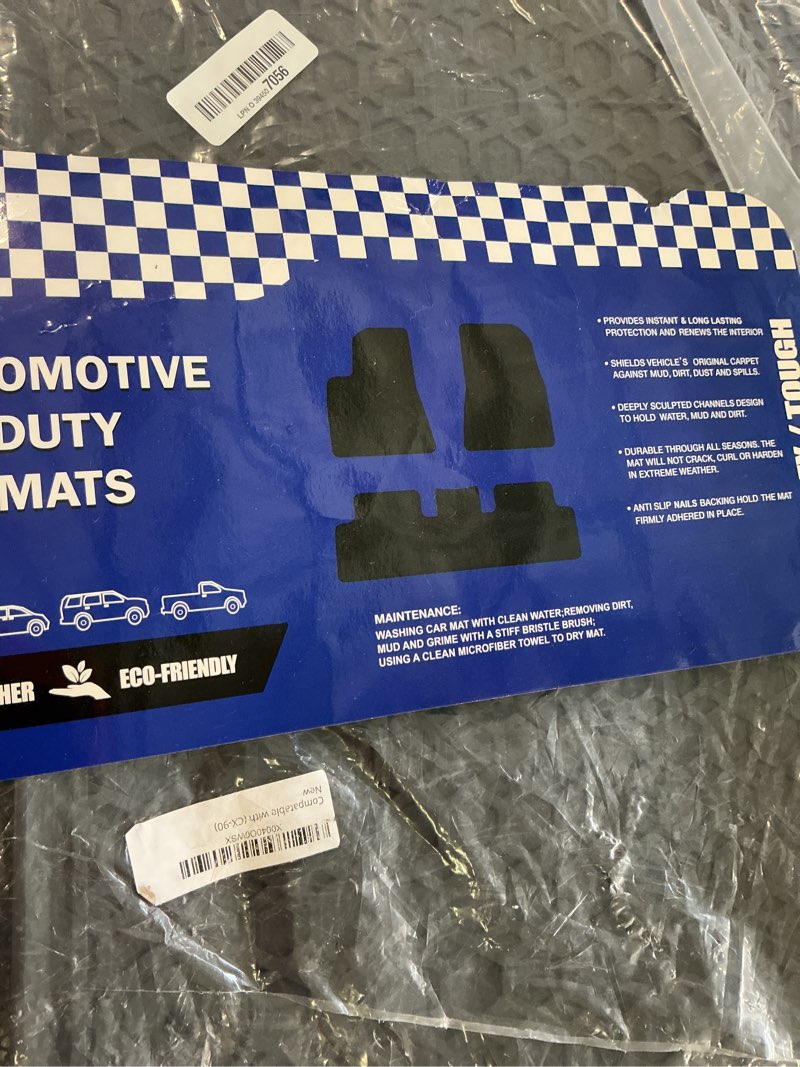 LPN O 39450 7056
OMOTIVE
DUTY
MATS
• PROVIDES INSTANT & LONG LASTING
PROTECTION AND RENEWS THE INTERIOR
• SHIELDS VEHICLE'S ORIGINAL CARPET
AGAINST MUD, DIRT, DUST AND SPILLS.
• DEEPLY SCULPTED CHANNELS DESIGN
TO HOLD WATER, MUD AND DIRT.
• DURABLE THROUGH ALL SEASONS. THE
MAT WILL NOT CRACK, CURL OR HARDEN
IN EXTREME WEATHER.
• ANTI SLIP NAILS BACKING HOLD THE MAT
FIRMLY ADHERED IN PLACE.
/ TOUGH
MAINTENANCE:
WASHING CAR MAT WITH CLEAN WATER;REMOVING DIRT,
MUD AND GRIME WITH A STIFF BRISTLE BRUSH;
USING A CLEAN MICROFIBER TOWEL TO DRY MAT.
HER
ECO-FRIENDLY
X0040O0WSX
Compatable with (CX-90)
New